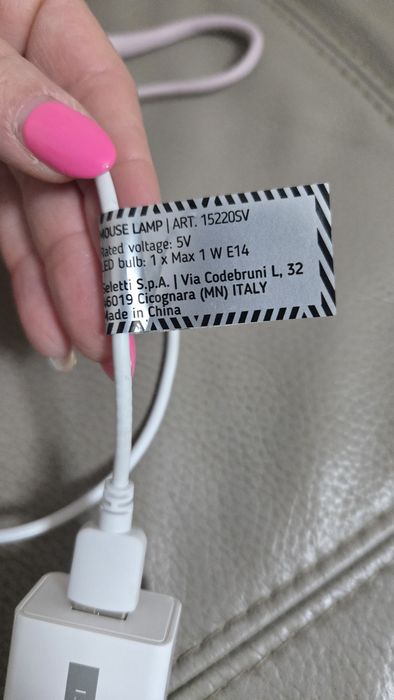 MOUSE LAMP | ART. 15220SV
Rated voltage: 5V
LED bulb: 1 x Max 1 W E14
Seletti S.p.A. | Via Codebruni L, 32
46019 Cicognara (MN) ITALY
Made in China